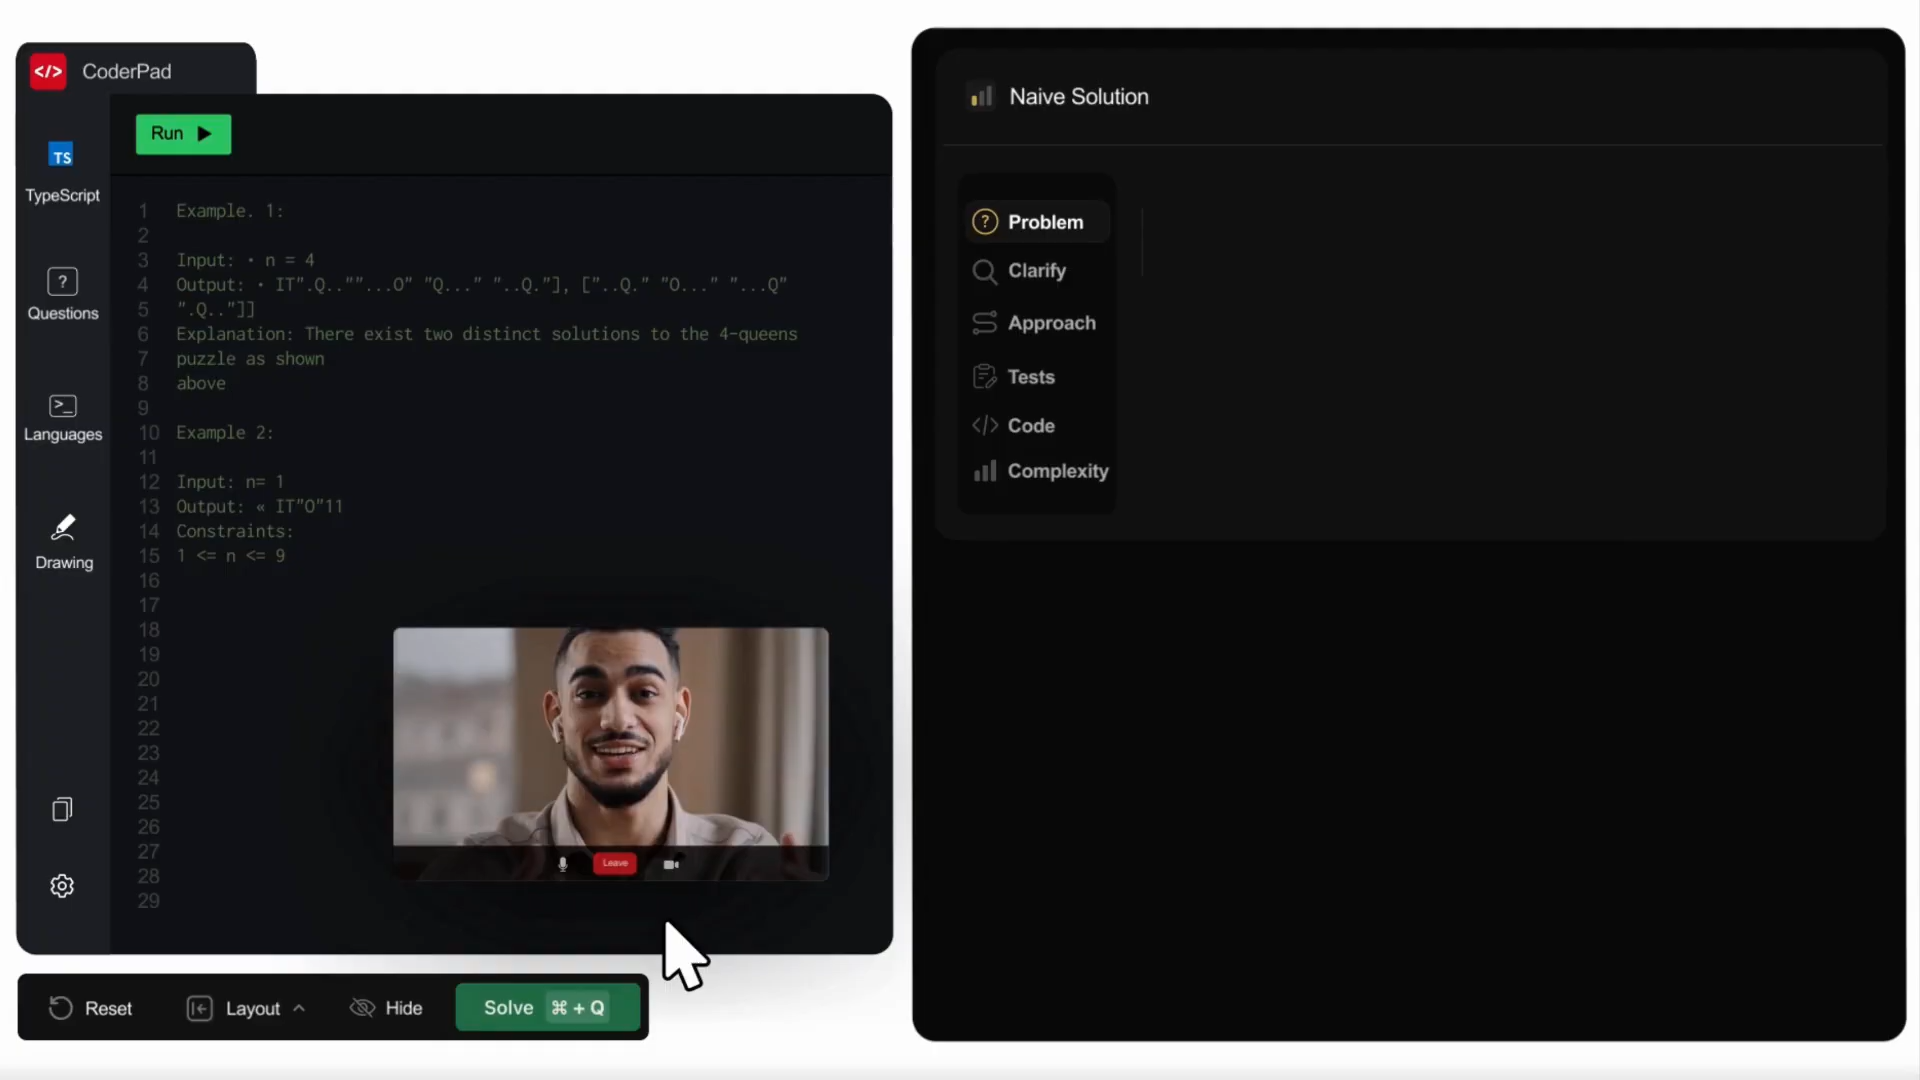 CoderPad
Run
TS
TypeScript
?
Questions
>_
Languages
Drawing
1 Example. 1:
2
3 Input: · n = 4
4 Output: · IT".Q..""...O" "Q..." "..Q."], ["..Q." "O..." "...Q"
5 ".Q.."]]
6 Explanation: There exist two distinct solutions to the 4-queens
7 puzzle as shown
8 above
9
10 Example 2:
11
12 Input: n= 1
13 Output: « IT"O"11
14 Constraints:
15 1 <= n <= 9
16
17
18
19
20
21
22
23
24
25
26
27
28
29
Leave
Reset
Layout
Hide
Solve ⌘ + Q
Naive Solution
? Problem
Clarify
Approach
Tests
</> Code
Complexity